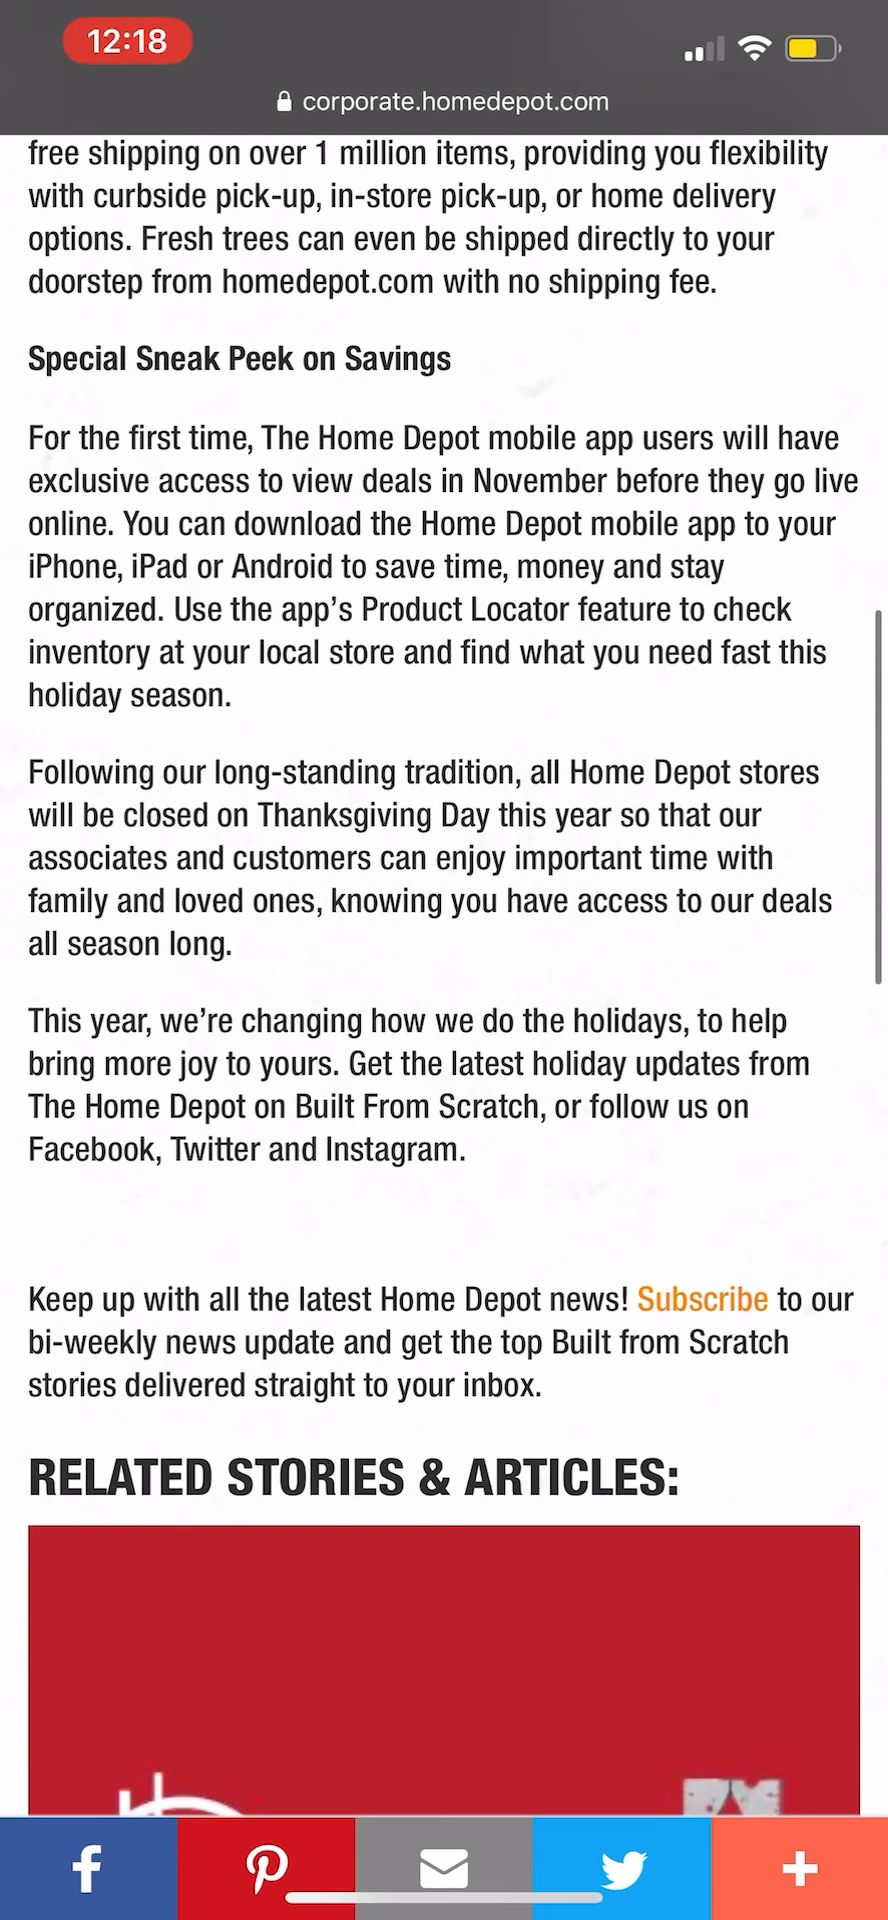 12:18
corporate.homedepot.com
free shipping on over 1 million items, providing you flexibility
with curbside pick-up, in-store pick-up, or home delivery
options. Fresh trees can even be shipped directly to your
doorstep from homedepot.com with no shipping fee.
Special Sneak Peek on Savings
For the first time, The Home Depot mobile app users will have
exclusive access to view deals in November before they go live
online. You can download the Home Depot mobile app to your
iPhone, iPad or Android to save time, money and stay
organized. Use the app’s Product Locator feature to check
inventory at your local store and find what you need fast this
holiday season.
Following our long-standing tradition, all Home Depot stores
will be closed on Thanksgiving Day this year so that our
associates and customers can enjoy important time with
family and loved ones, knowing you have access to our deals
all season long.
This year, we’re changing how we do the holidays, to help
bring more joy to yours. Get the latest holiday updates from
The Home Depot on Built From Scratch, or follow us on
Facebook, Twitter and Instagram.
Keep up with all the latest Home Depot news! Subscribe to our
bi-weekly news update and get the top Built from Scratch
stories delivered straight to your inbox.
RELATED STORIES & ARTICLES: